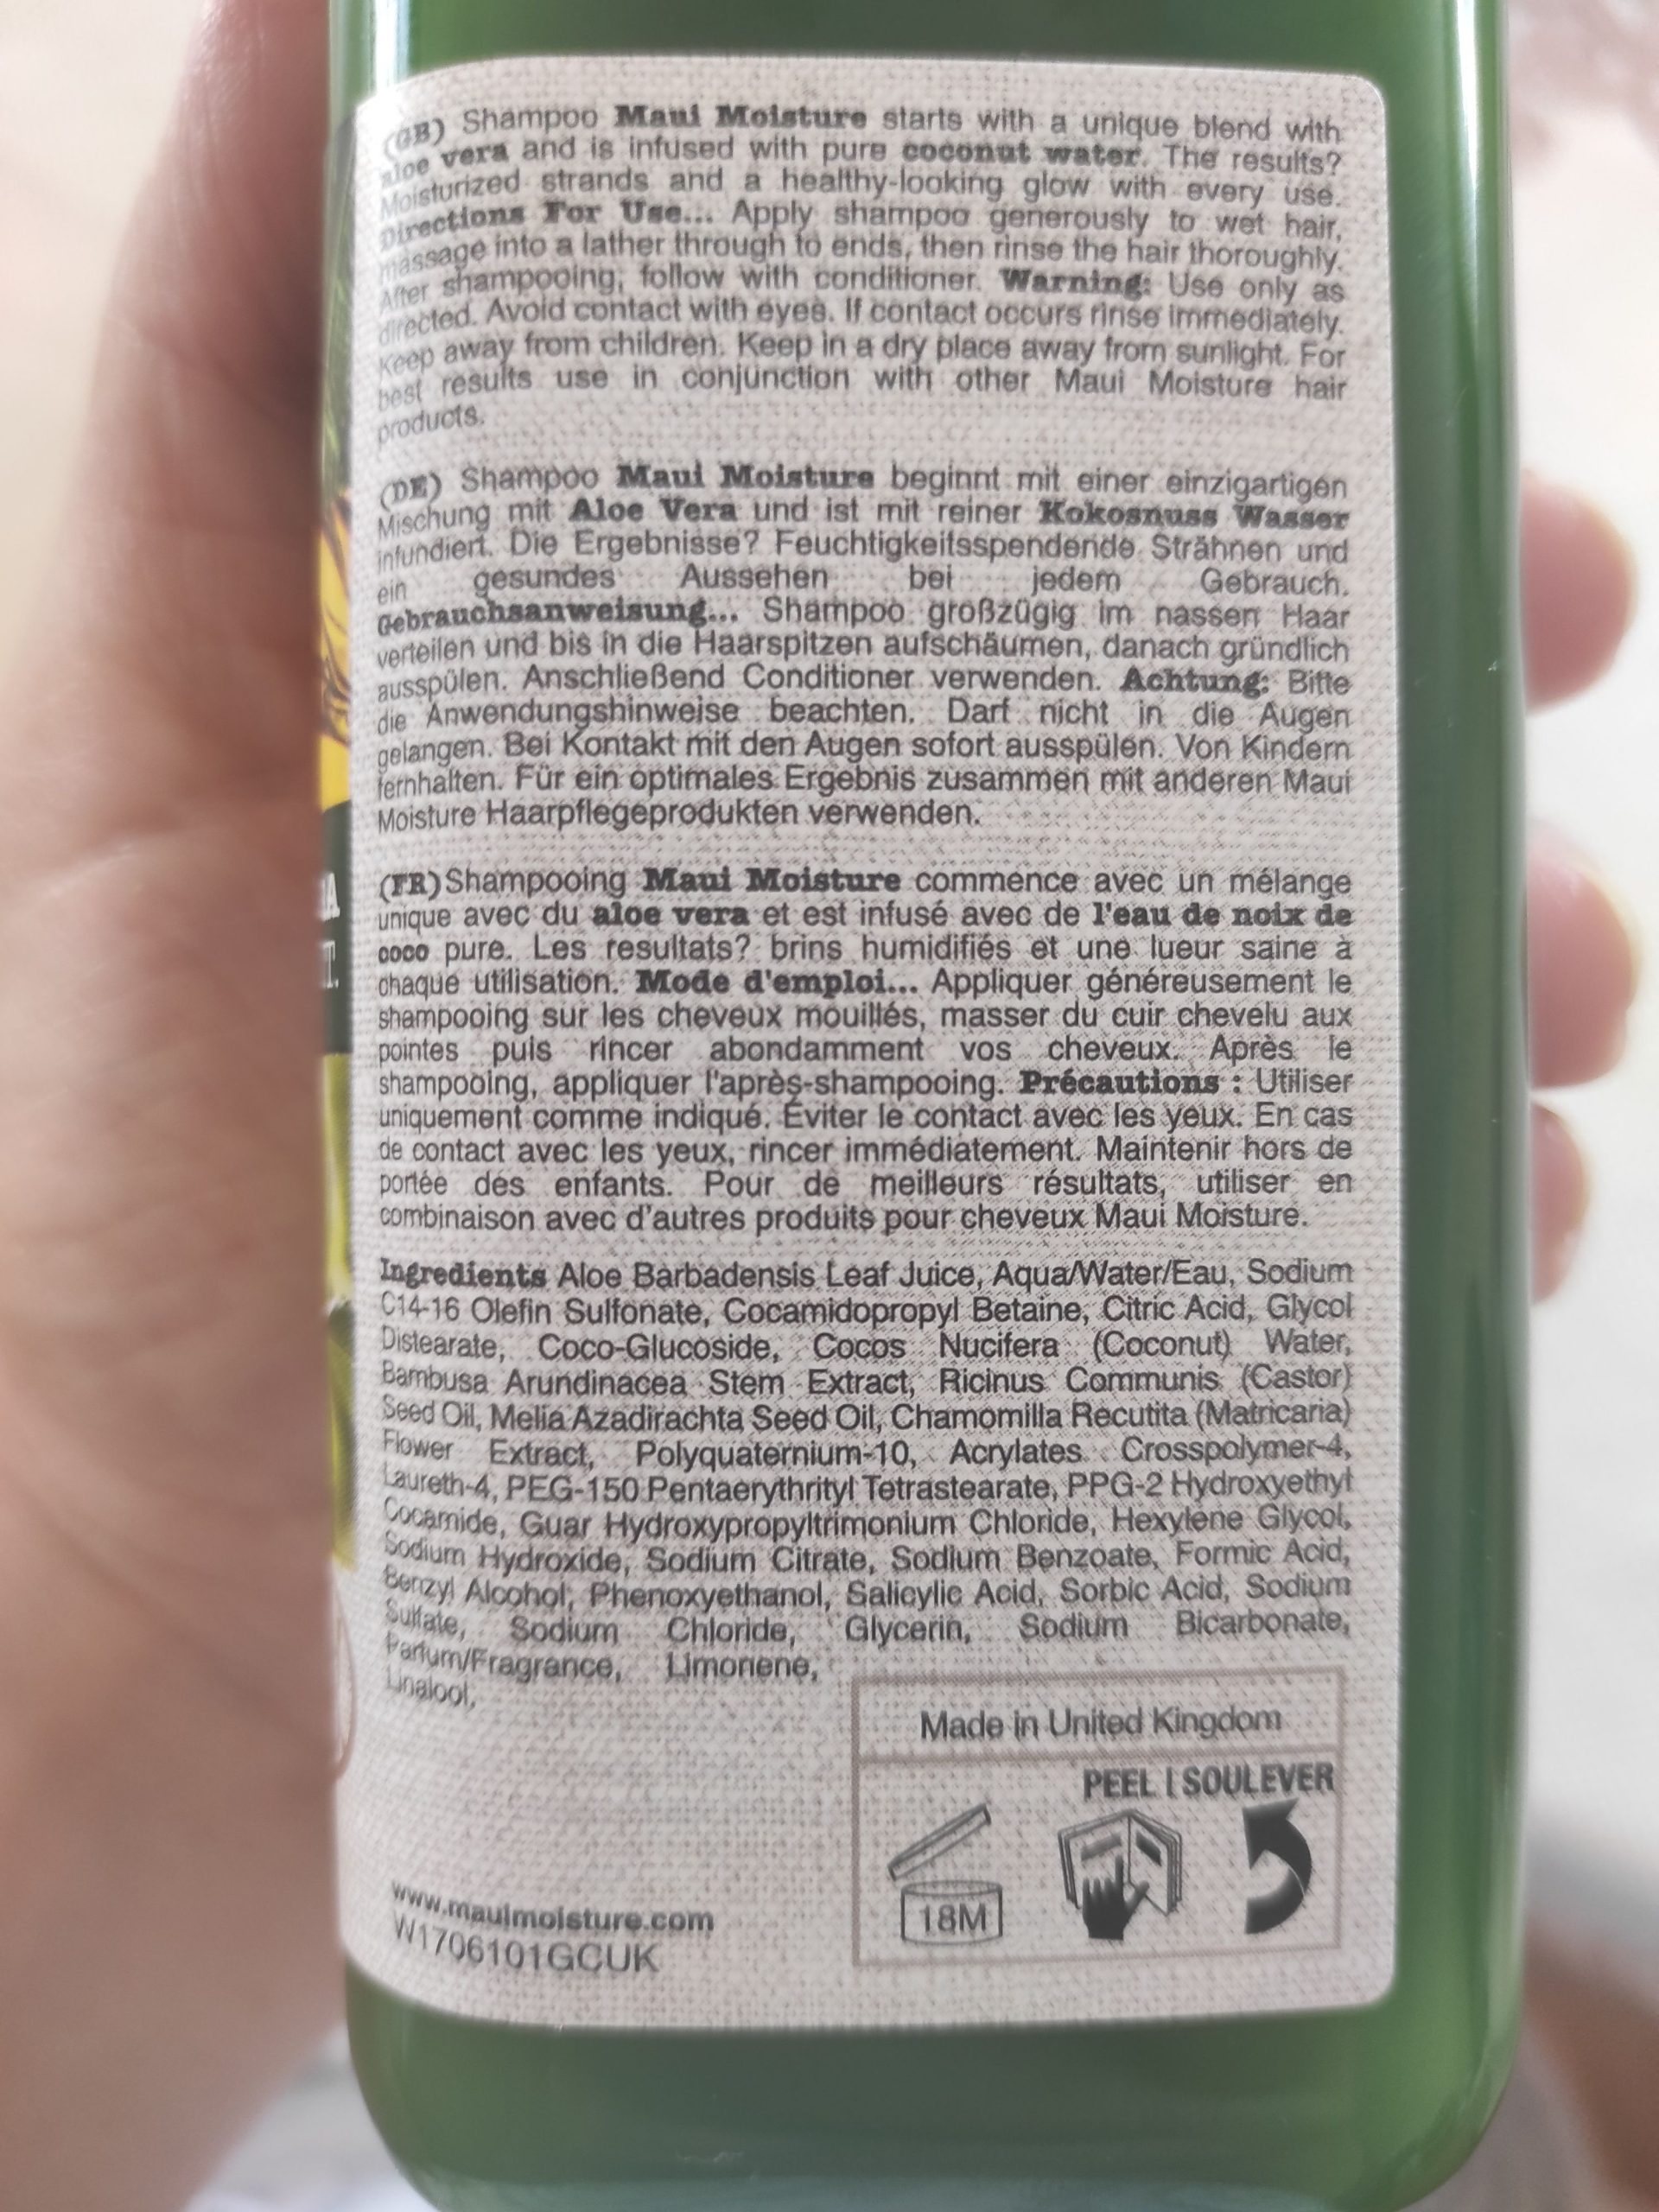 (GB) Shampoo Maui Moisture starts with a unique blend with
aloe vera and is infused with pure coconut water. The results?
Moisturized strands and a healthy-looking glow with every use.
Directions For Use... Apply shampoo generously to wet hair,
massage into a lather through to ends, then rinse the hair thoroughly.
After shampooing, follow with conditioner. Warning: Use only as
directed. Avoid contact with eyes. If contact occurs rinse immediately.
Keep away from children. Keep in a dry place away from sunlight. For
best results use in conjunction with other Maui Moisture hair
products.
(DE) Shampoo Maui Moisture beginnt mit einer einzigartigen
Mischung mit Aloe Vera und ist mit reiner Kokosnuss Wasser
infundiert. Die Ergebnisse? Feuchtigkeitsspendende Strähnen und
ein gesundes Aussehen bei jedem Gebrauch.
Gebrauchsanweisung... Shampoo großzügig im nassen Haar
verteilen und bis in die Haarspitzen aufschäumen, danach gründlich
ausspülen. Anschließend Conditioner verwenden. Achtung: Bitte
die Anwendungshinweise beachten. Darf nicht in die Augen
gelangen. Bei Kontakt mit den Augen sofort ausspülen. Von Kindern
fernhalten. Für ein optimales Ergebnis zusammen mit anderen Maui
Moisture Haarpflegeprodukten verwenden.
(FR) Shampooing Maui Moisture commence avec un mélange
unique avec du aloe vera et est infusé avec de l'eau de noix de
coco pure. Les resultats? brins humidifiés et une lueur saine à
chaque utilisation. Mode d'emploi... Appliquer généreusement le
shampooing sur les cheveux mouillés, masser du cuir chevelu aux
pointes puis rincer abondamment vos cheveux. Après le
shampooing, appliquer l'après-shampooing. Précautions : Utiliser
uniquement comme indiqué. Éviter le contact avec les yeux. En cas
de contact avec les yeux, rincer immédiatement. Maintenir hors de
portée des enfants. Pour de meilleurs résultats, utiliser en
combinaison avec d'autres produits pour cheveux Maui Moisture.
Ingredients Aloe Barbadensis Leaf Juice, Aqua/Water/Eau, Sodium
C14-16 Olefin Sulfonate, Cocamidopropyl Betaine, Citric Acid, Glycol
Distearate, Coco-Glucoside, Cocos Nucifera (Coconut) Water,
Bambusa Arundinacea Stem Extract, Ricinus Communis (Castor)
Seed Oil, Melia Azadirachta Seed Oil, Chamomilla Recutita (Matricaria)
Flower Extract, Polyquaternium-10, Acrylates Crosspolymer-4,
Laureth-4, PEG-150 Pentaerythrityl Tetrastearate, PPG-2 Hydroxyethyl
Cocamide, Guar Hydroxypropyltrimonium Chloride, Hexylene Glycol,
Sodium Hydroxide, Sodium Citrate, Sodium Benzoate, Formic Acid,
Benzyl Alcohol, Phenoxyethanol, Salicylic Acid, Sorbic Acid, Sodium
Sulfate, Sodium Chloride, Glycerin, Sodium Bicarbonate,
Parfum/Fragrance, Limonene,
Linalool,
Made in United Kingdom
PEEL | SOULEVER
18M
www.mauimoisture.com
W1706101GCUK